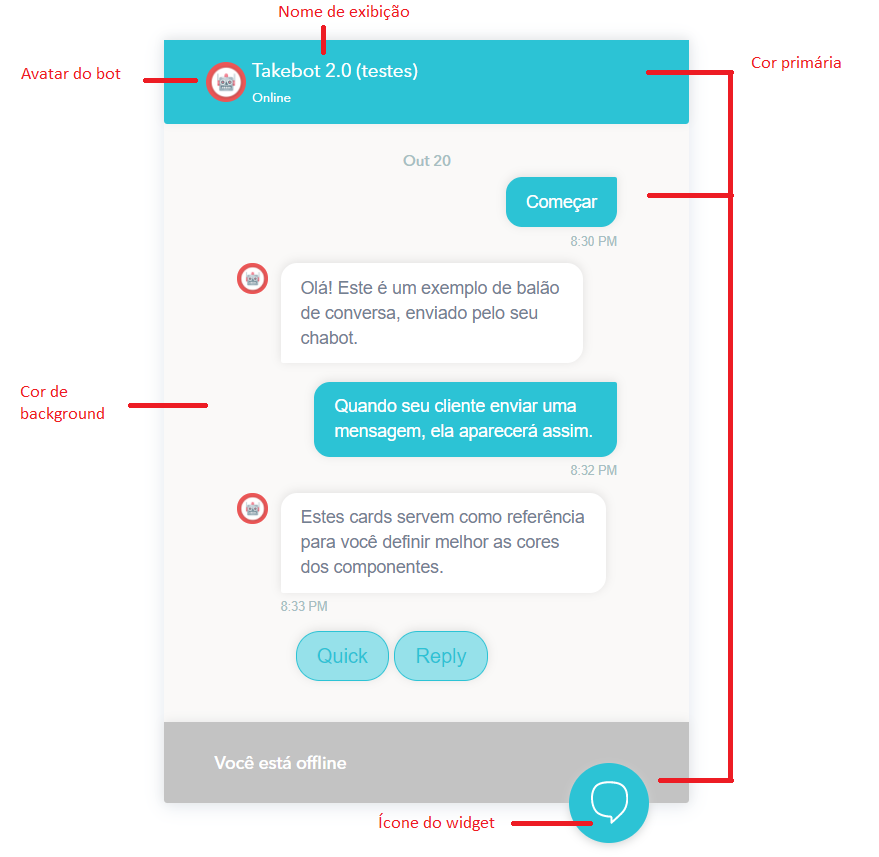 Nome de exibição
Avatar do bot
Takebot 2.0 (testes)
Online
Cor primária
Out 20
Começar
8:30 PM
Olá! Este é um exemplo de balão
de conversa, enviado pelo seu
chabot.
Cor de
background
Quando seu cliente enviar uma
mensagem, ela aparecerá assim.
8:32 PM
Estes cards servem como referência
para você definir melhor as cores
dos componentes.
8:33 PM
Quick
Reply
Você está offline
Ícone do widget